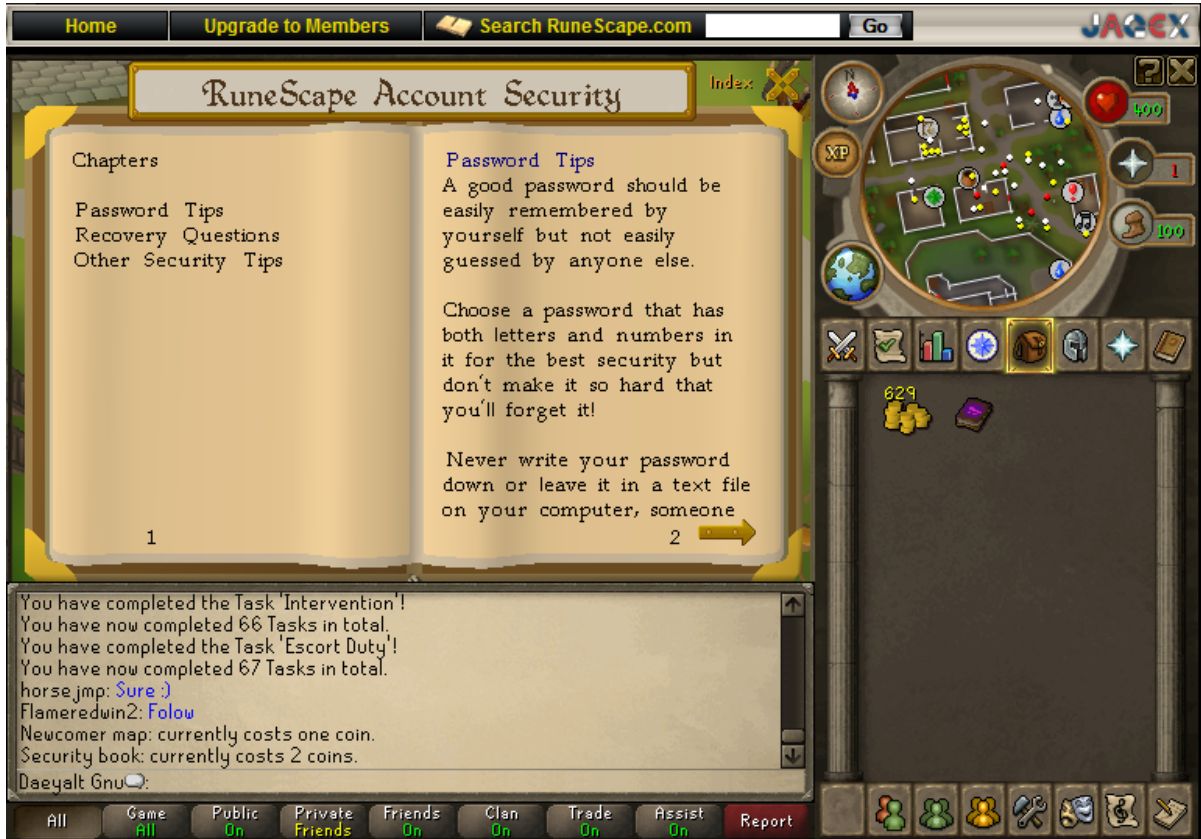 Home
Upgrade to Members
Search RuneScape.com
Go
JAGEX
RuneScape Account Security
Index
Chapters
Password Tips
Recovery Questions
Other Security Tips
1
Password Tips
A good password should be
easily remembered by
yourself but not easily
guessed by anyone else.
Choose a password that has
both letters and numbers in
it for the best security but
don't make it so hard that
you'll forget it!
Never write your password
down or leave it in a text file
on your computer, someone
2
N
XP
400
1
100
629
You have completed the Task 'Intervention'!
You have now completed 66 Tasks in total.
You have completed the Task 'Escort Duty'!
You have now completed 67 Tasks in total.
horse jmp: Sure :)
Flameredwin2: Folow
Newcomer map: currently costs one coin.
Security book: currently costs 2 coins.
Daeyalt Gnu:
All
Game
All
Public
On
Private
Friends
Friends
On
Clan
On
Trade
On
Assist
On
Report